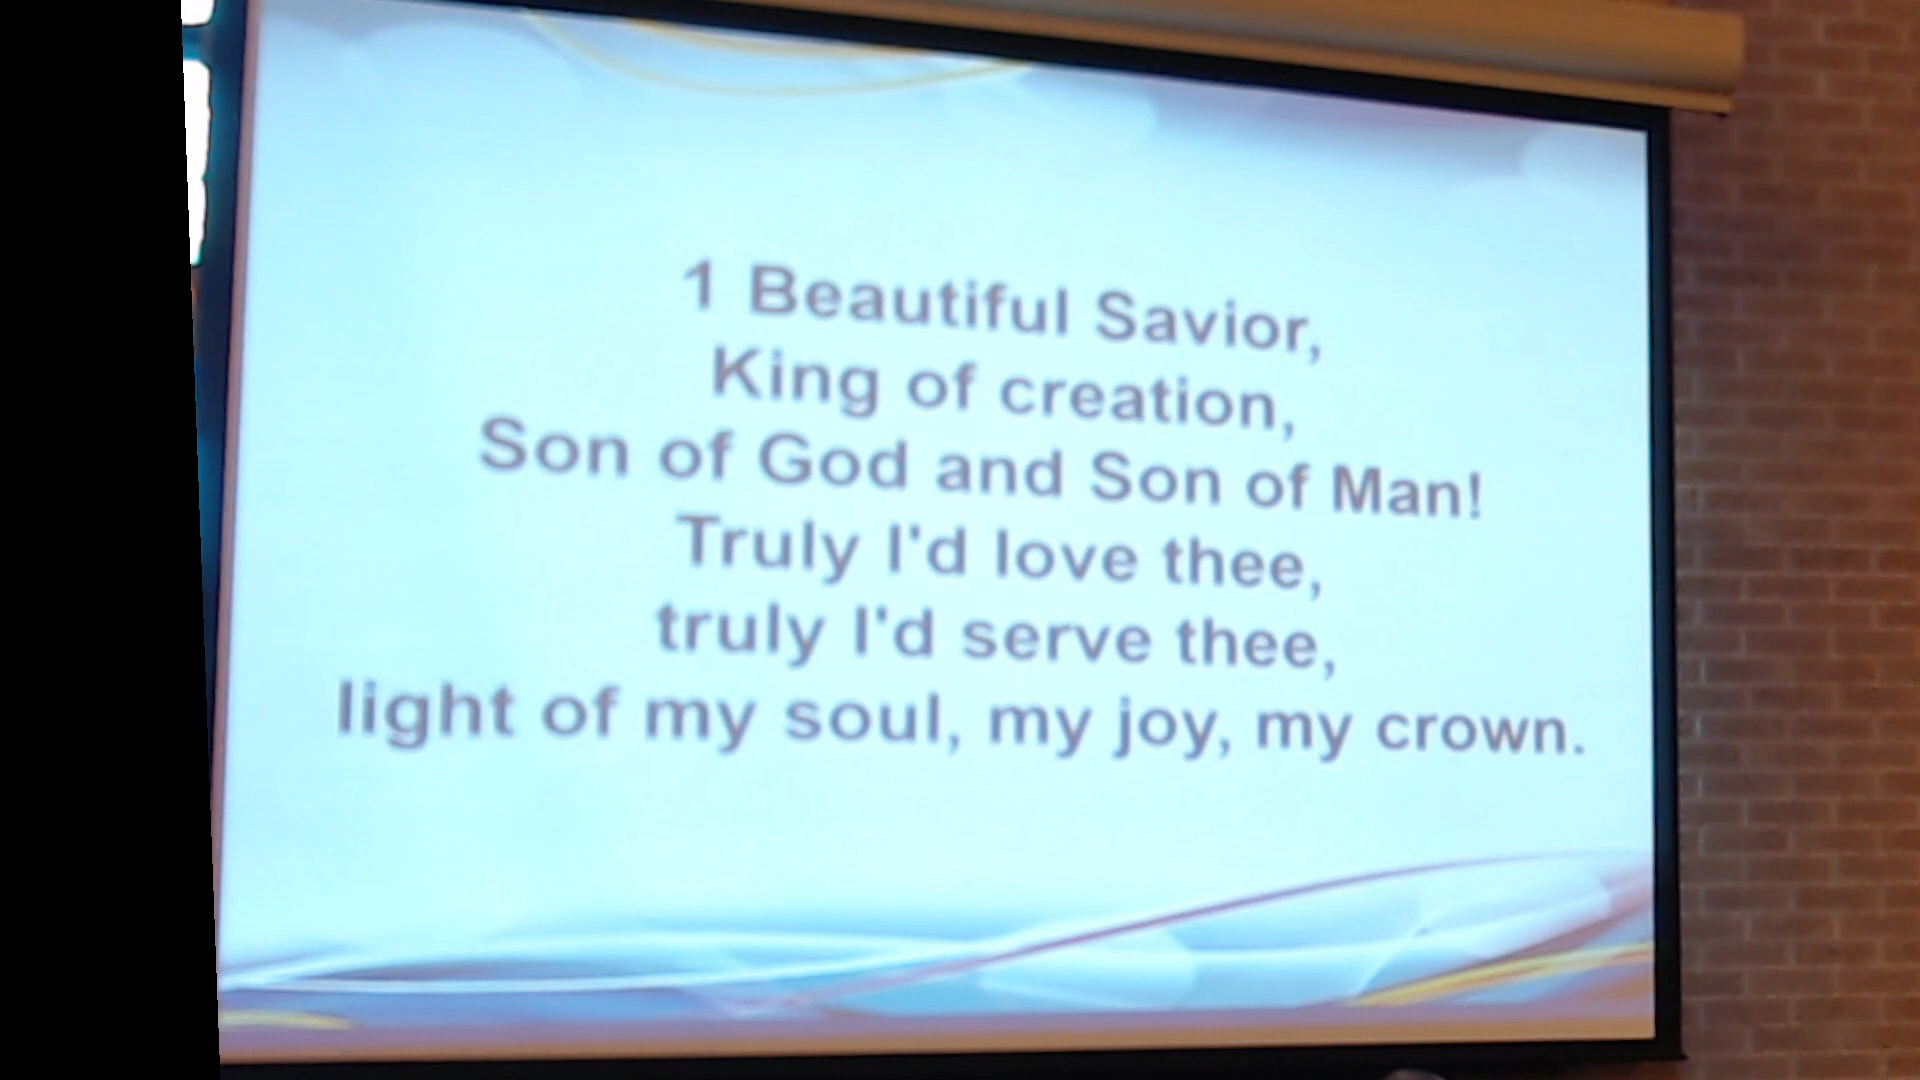 1 Beautiful Savior,
King of creation,
Son of God and Son of Man!
Truly I'd love thee,
truly I'd serve thee,
light of my soul, my joy, my crown.